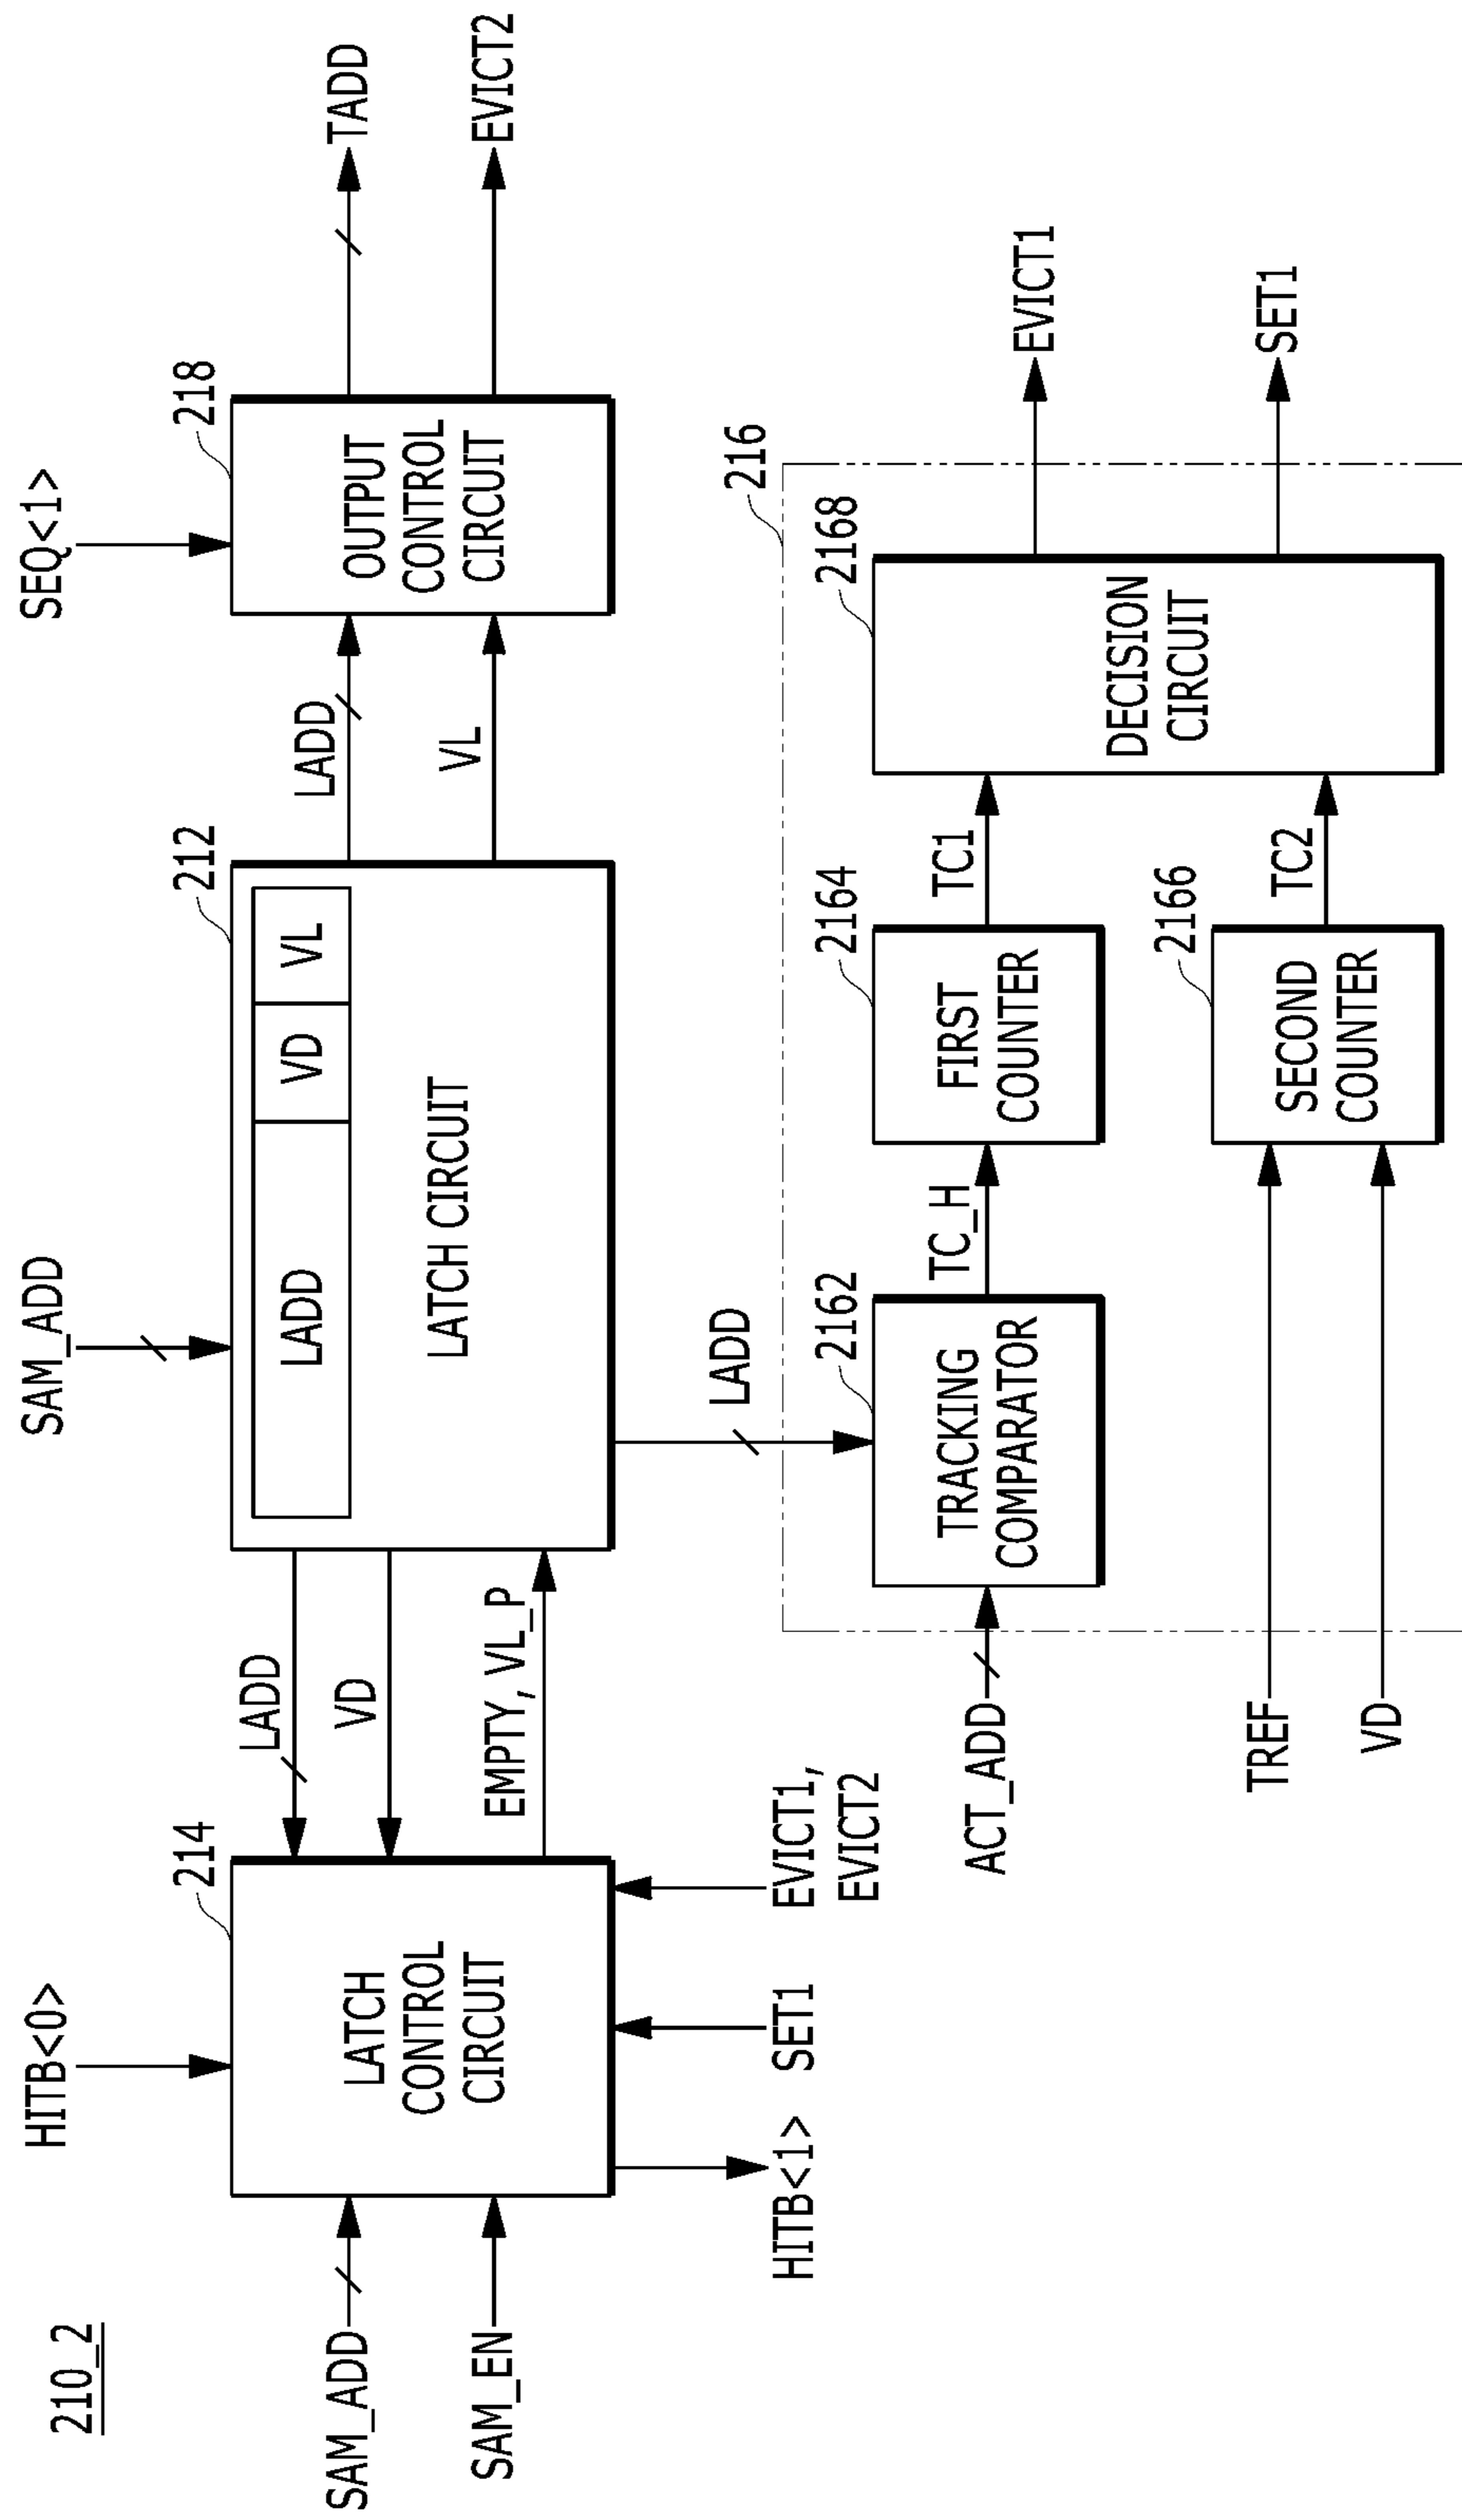 210_2
HITB<0>
SAM_ADD
SEQ<1>
214
212
218
SAM_ADD
SAM_EN
LATCH
CONTROL
CIRCUIT
LADD
VD
EMPTY, VL_P
LADD
VD
VL
LATCH CIRCUIT
LADD
VL
OUTPUT
CONTROL
CIRCUIT
TADD
EVICT2
HITB<1>
SET1
EVICT1,
EVICT2
LADD
216
ACT_ADD
2162
TRACKING
COMPARATOR
TC_H
2164
FIRST
COUNTER
TC1
2168
DECISION
CIRCUIT
EVICT1
SET1
TREF
VD
2166
SECOND
COUNTER
TC2